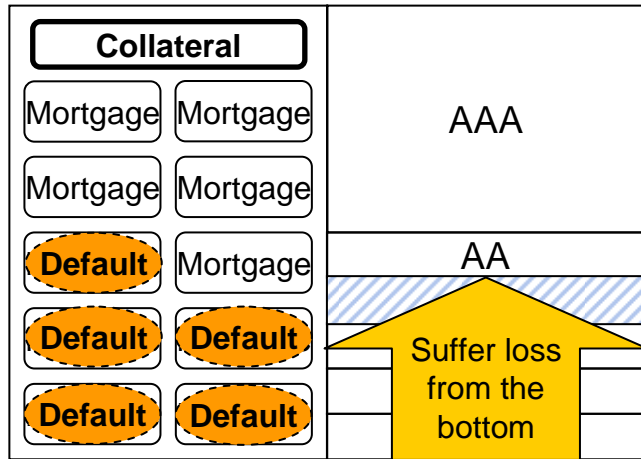 Collateral
Mortgage Mortgage
Mortgage Mortgage
Default Mortgage
Default Default
Default Default
AAA
AA
Suffer loss
from the
bottom